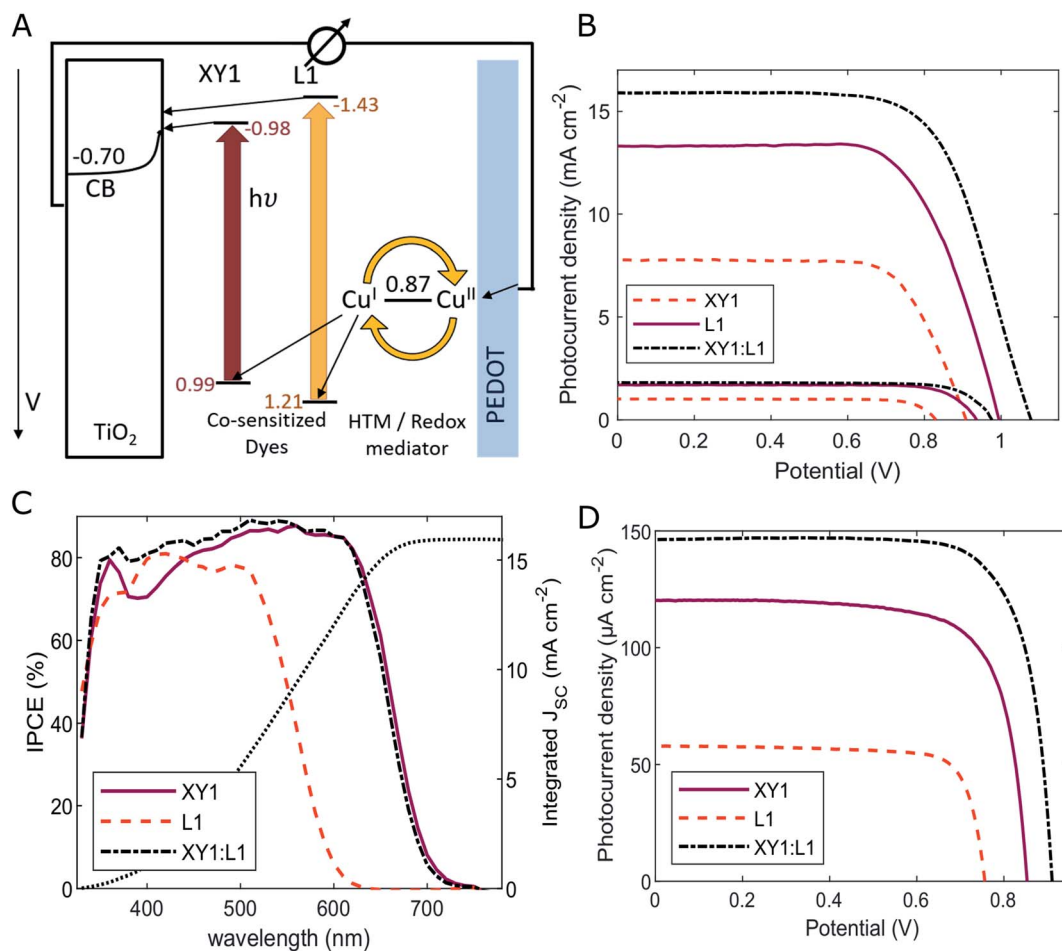 A
XY1
L1
-1.43
-0.98
-0.70
CB
hυ
0.87
Cu^I
Cu^II
0.99
1.21
V
TiO₂
Co-sensitized
Dyes
HTM / Redox
mediator
PEDOT
B
Photocurrent density (mA cm⁻²)
15
10
5
0
XY1
L1
XY1:L1
0
0.2
0.4
0.6
0.8
1
Potential (V)
C
IPCE (%)
80
60
40
20
0
XY1
L1
XY1:L1
400
500
600
700
wavelength (nm)
15
10
5
0
Integrated J_SC (mA cm⁻²)
D
Photocurrent density (μA cm⁻²)
150
100
50
0
XY1
L1
XY1:L1
0
0.2
0.4
0.6
0.8
Potential (V)